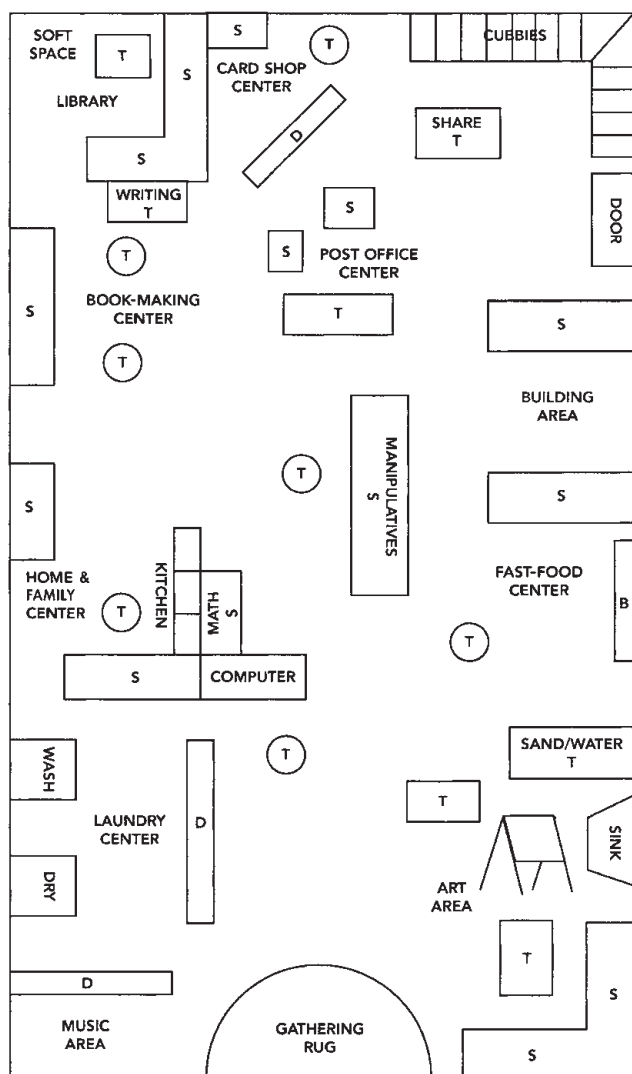 SOFT
SPACE
T
LIBRARY
S
S
S
CARD SHOP
CENTER
T
D
CUBBIES
SHARE
T
DOOR
WRITING
T
T
BOOK-MAKING
CENTER
T
S
S
S
POST OFFICE
CENTER
T
S
BUILDING
AREA
S
MANIPULATIVES
S
T
S
HOME &
FAMILY
CENTER
T
KITCHEN
MATH
S
S
COMPUTER
FAST-FOOD
CENTER
B
T
WASH
LAUNDRY
CENTER
DRY
D
T
SAND/WATER
T
T
SINK
ART
AREA
T
S
S
D
MUSIC
AREA
GATHERING
RUG